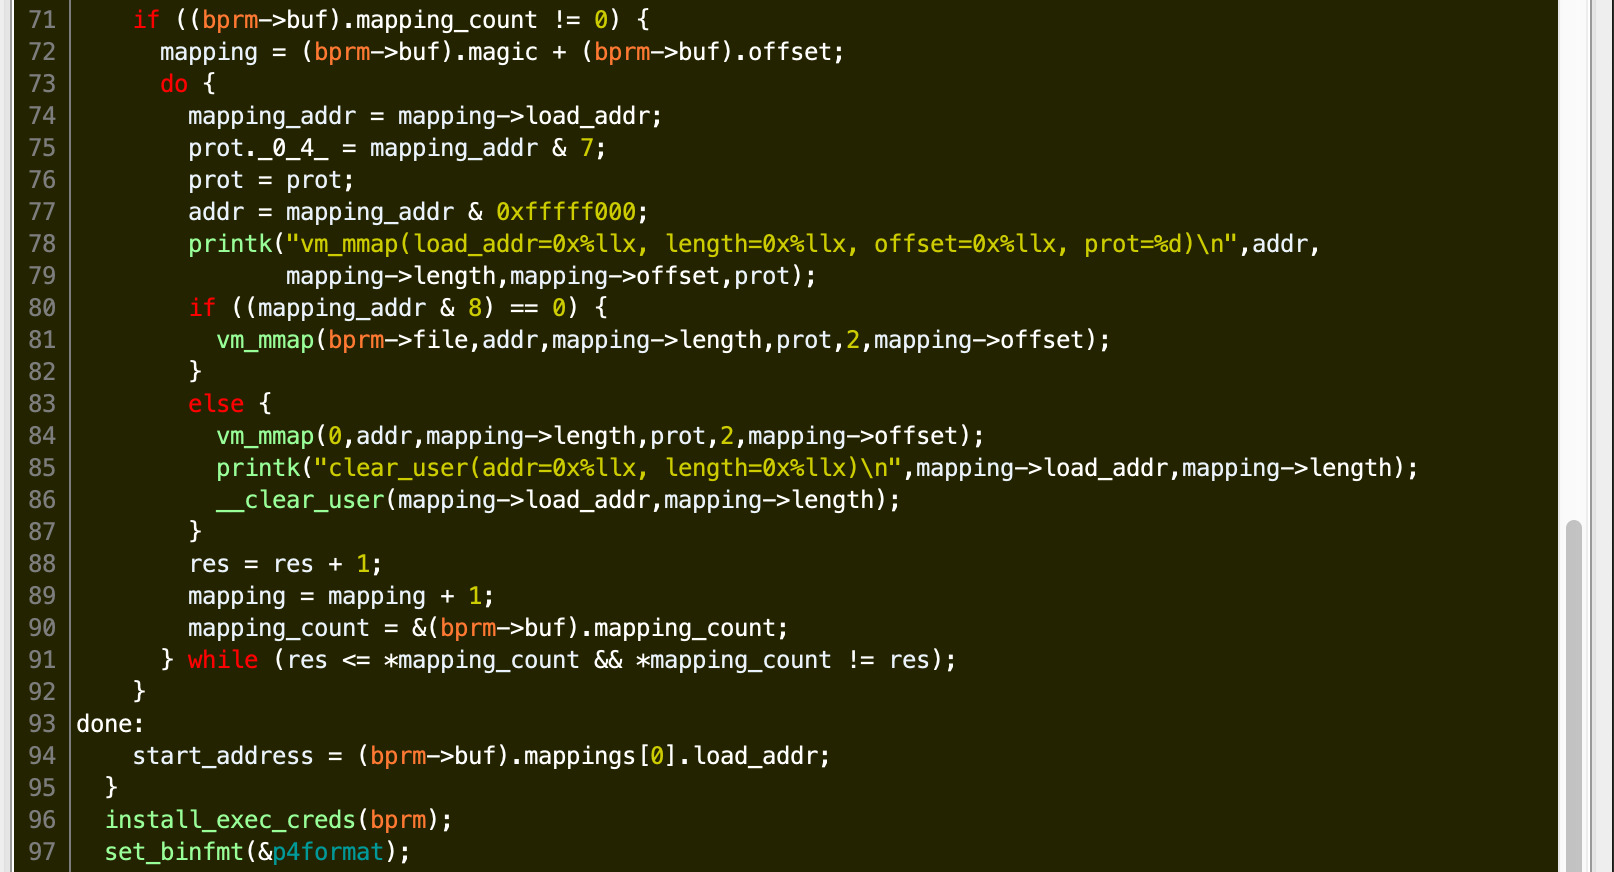 71     if ((bprm->buf).mapping_count != 0) {
72       mapping = (bprm->buf).magic + (bprm->buf).offset;
73       do {
74         mapping_addr = mapping->load_addr;
75         prot._0_4_ = mapping_addr & 7;
76         prot = prot;
77         addr = mapping_addr & 0xfffff000;
78         printk("vm_mmap(load_addr=0x%llx, length=0x%llx, offset=0x%llx, prot=%d)\n",addr,
79                mapping->length,mapping->offset,prot);
80         if ((mapping_addr & 8) == 0) {
81           vm_mmap(bprm->file,addr,mapping->length,prot,2,mapping->offset);
82         }
83         else {
84           vm_mmap(0,addr,mapping->length,prot,2,mapping->offset);
85           printk("clear_user(addr=0x%llx, length=0x%llx)\n",mapping->load_addr,mapping->length);
86           __clear_user(mapping->load_addr,mapping->length);
87         }
88         res = res + 1;
89         mapping = mapping + 1;
90         mapping_count = &(bprm->buf).mapping_count;
91       } while (res <= *mapping_count && *mapping_count != res);
92     }
93 done:
94     start_address = (bprm->buf).mappings[0].load_addr;
95   }
96   install_exec_creds(bprm);
97   set_binfmt(&p4format);